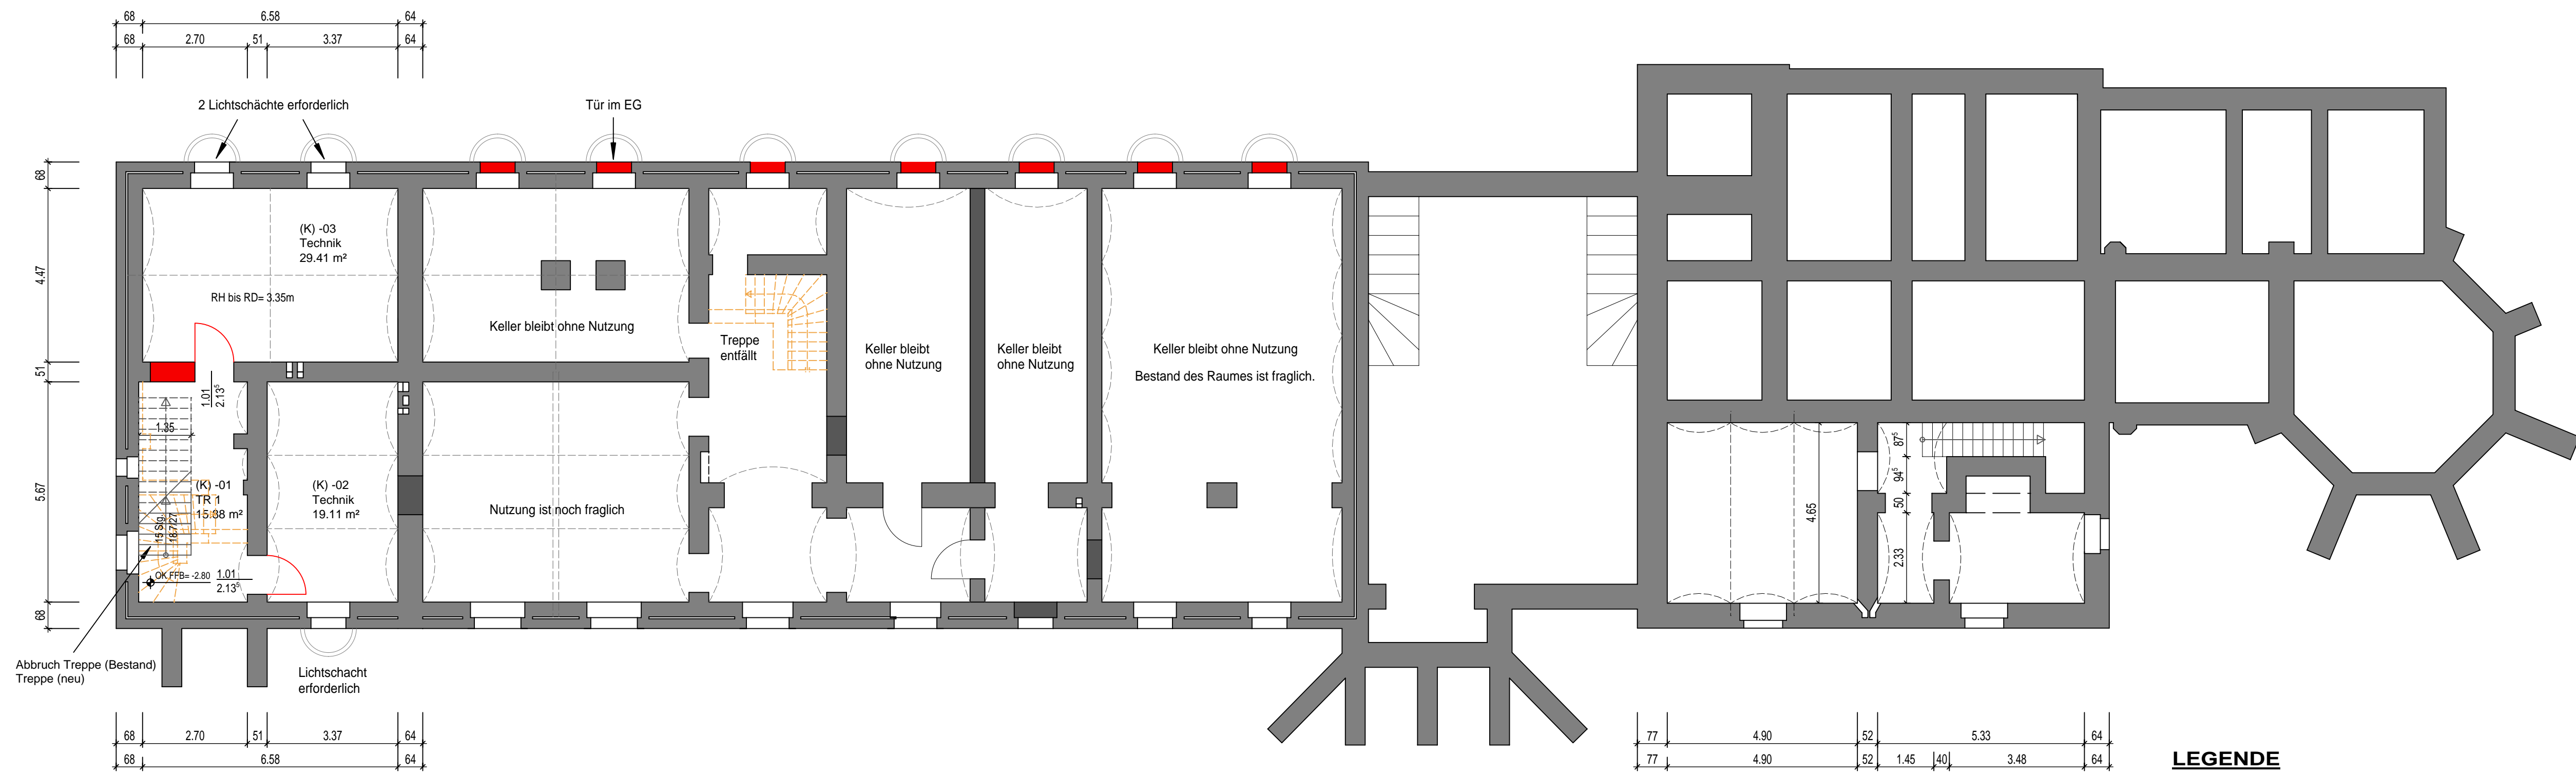 68 6.58 64
68 2.70 51 3.37 64
2 Lichtschächte erforderlich
Tür im EG
68
4.47
51
5.67
68
(K) -03
Technik
29.41 m²
RH bis RD= 3.35m
Keller bleibt ohne Nutzung
Treppe
entfällt
Keller bleibt
ohne Nutzung
Keller bleibt
ohne Nutzung
Keller bleibt ohne Nutzung
Bestand des Raumes ist fraglich.
1.01
2.13⁵
1.35
(K) -01
TR 1
15.88 m²
15 Stg.
18.7/27
(K) -02
Technik
19.11 m²
Nutzung ist noch fraglich
OK FFB= -2.80
1.01
2.13⁵
Abbruch Treppe (Bestand)
Treppe (neu)
Lichtschacht
erforderlich
4.65
87⁵
94⁵
50
2.33
68 2.70 51 3.37 64
68 6.58 64
77 4.90 52 5.33 64
77 4.90 52 1.45 40 3.48 64
LEGENDE